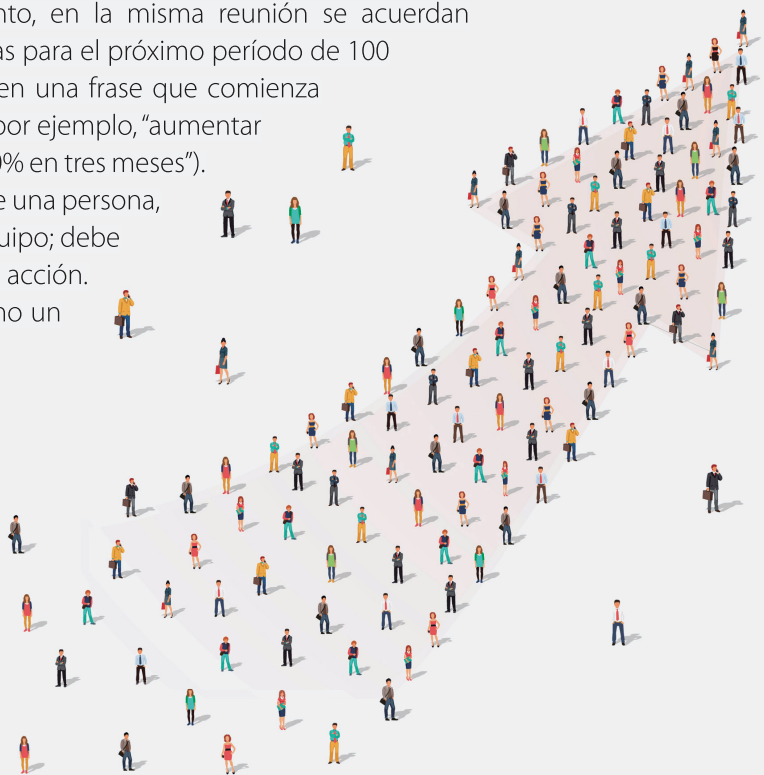 nto, en la misma reunión se acuerdan
as para el próximo período de 100
en una frase que comienza
por ejemplo, “aumentar
0% en tres meses”).
e una persona,
uipo; debe
acción.
no un